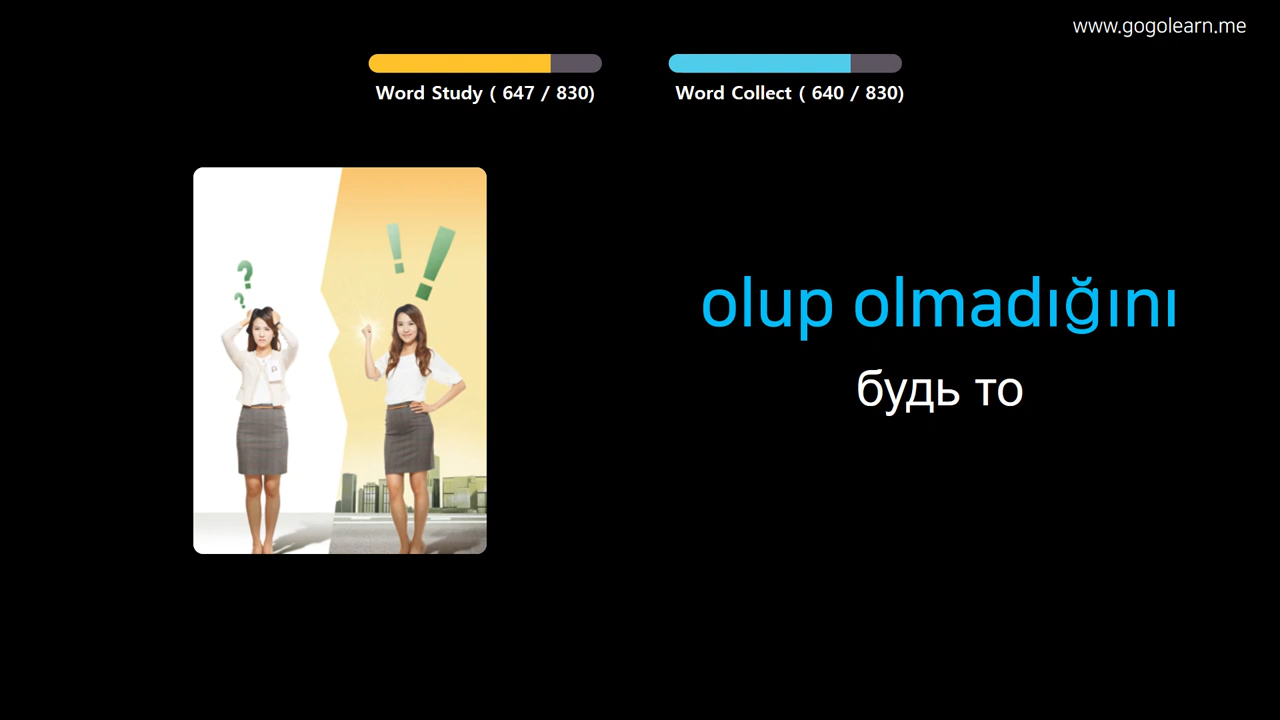 www.gogolearn.me
Word Study ( 647 / 830)
Word Collect ( 640 / 830)
? ?
! !
olup olmadığını
будь то